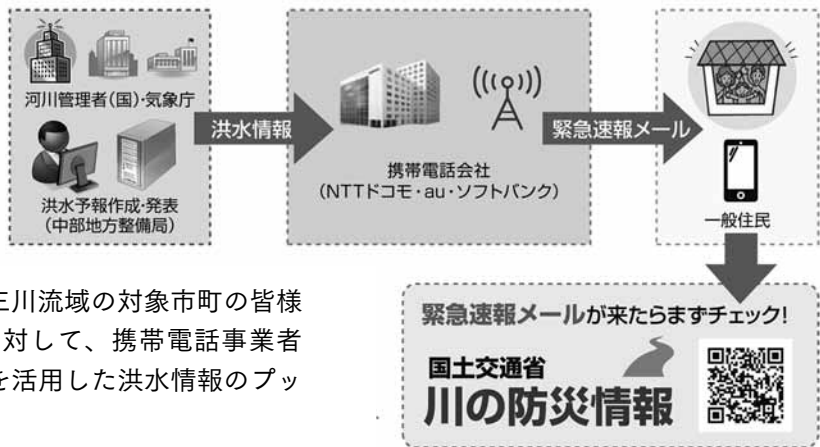 河川管理者(国)・気象庁
洪水予報作成・発表
(中部地方整備局)
洪水情報
携帯電話会社
(NTTドコモ・au・ソフトバンク)
緊急速報メール
一般住民
三川流域の対象市町の皆様
対して、携帯電話事業者
を活用した洪水情報のプッ
緊急速報メールが来たらまずチェック!
国土交通省
川の防災情報